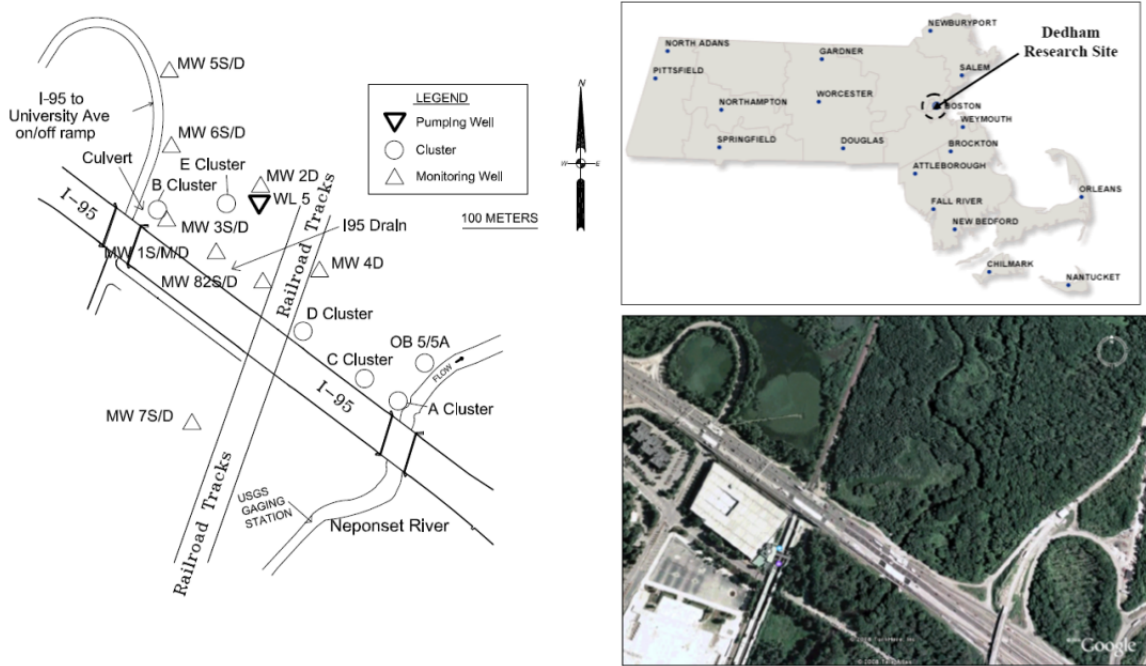 MW 5S/D
I-95 to
University Ave
on/off ramp
MW 6S/D
Culvert
E Cluster
B Cluster
MW 2D
WL 5
I-95
MW 3S/D
I95 Drain
MW 1S/M/D
MW 4D
MW 82S/D
Railroad Tracks
D Cluster
OB 5/5A
C Cluster
FLOW
I-95
A Cluster
MW 7S/D
Railroad Tracks
USGS
GAGING
STATION
Neponset River
LEGEND
Pumping Well
Cluster
Monitoring Well
100 METERS
N
W
E
NEWBURYPORT
Dedham
Research Site
NORTH ADAMS
GARDNER
SALEM
PITTSFIELD
WORCESTER
BOSTON
NORTHAMPTON
WEYMOUTH
SPRINGFIELD
DOUGLAS
BROCKTON
ATTLEBOROUGH
ORLEANS
FALL RIVER
NEW BEDFORD
CHILMARK
NANTUCKET
Google